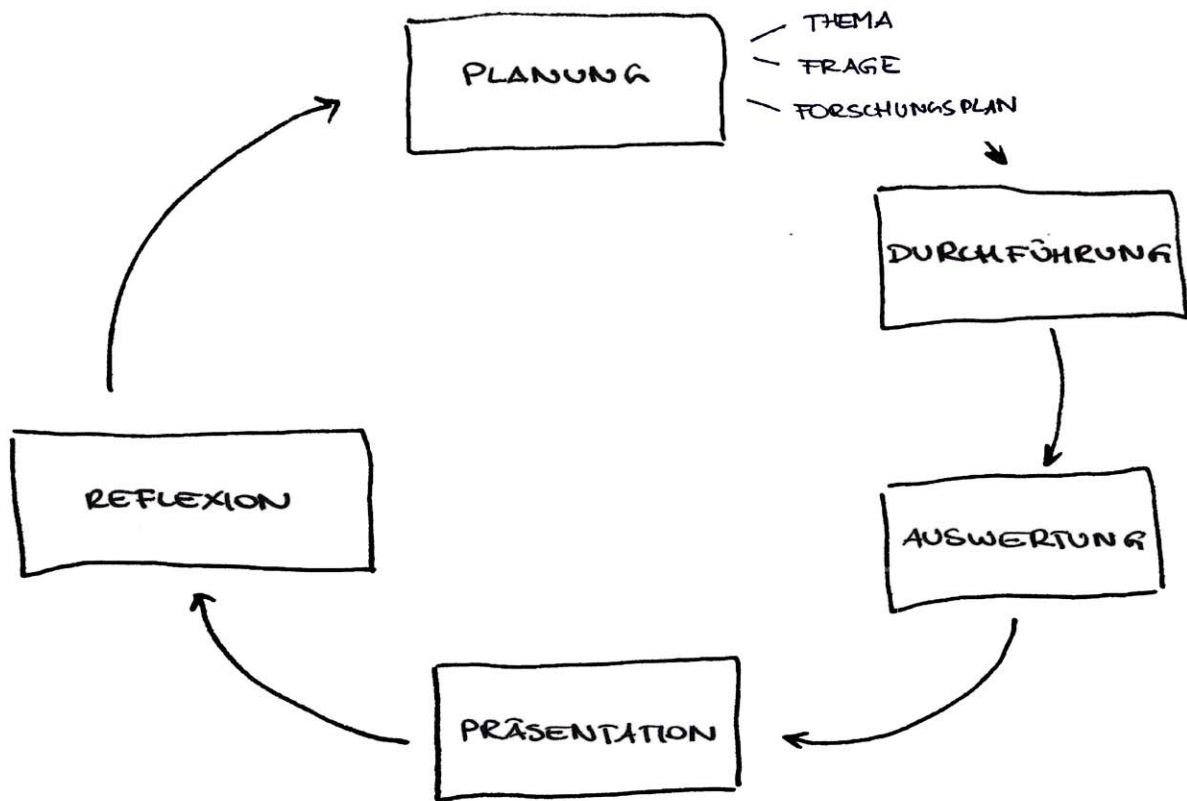 PLANUNG
THEMA
FRAGE
FORSCHUNGSPLAN
DURCHFÜHRUNG
AUSWERTUNG
PRÄSENTATION
REFLEXION